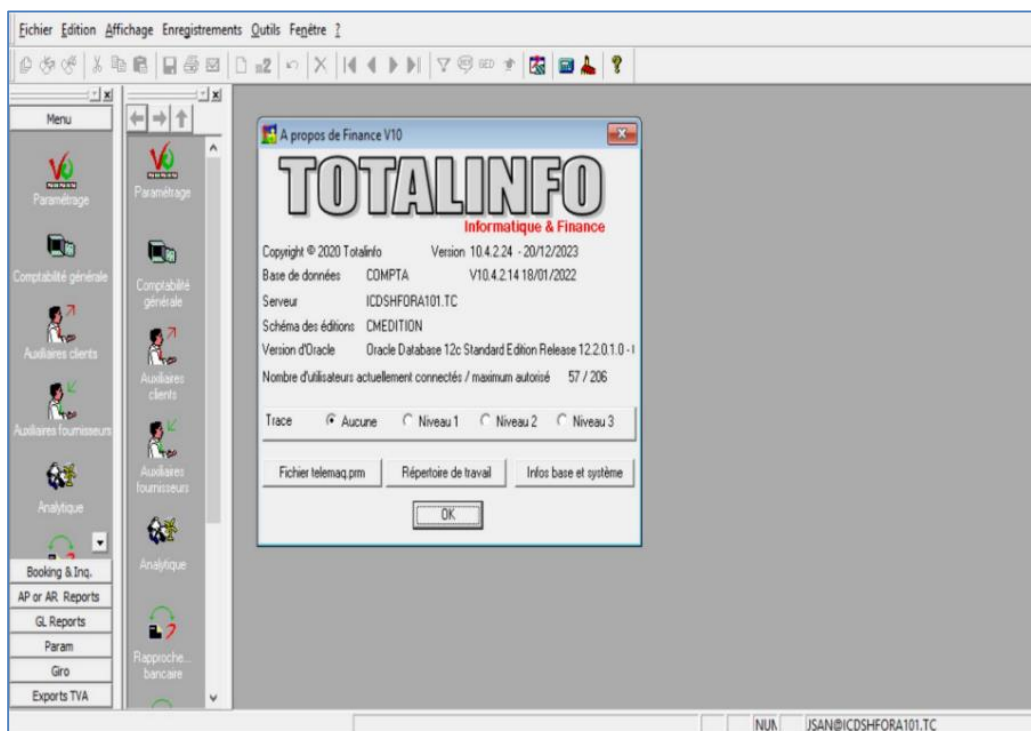 Fichier Edition Affichage Enregistrements Outils Fenêtre ?
Menu
Paramétrage
Comptabilité générale
Auxiliaires clients
Auxiliaires fournisseurs
Analytique
Booking & Inq.
AP or AR Reports
GL Reports
Param
Giro
Exports TVA
Paramétrage
Comptabilité
générale
Auxiliaires
clients
Auxiliaires
fournisseurs
Analytique
Rapproche...
bancaire
A propos de Finance V10
TOTALINFO
Informatique & Finance
Copyright © 2020 Totalinfo Version 10.4.2.24 - 20/12/2023
Base de données COMPTA V10.4.2.14 18/01/2022
Serveur ICDSHFORA101.TC
Schéma des éditions CMEDITION
Version d'Oracle Oracle Database 12c Standard Edition Release 12.2.0.1.0 -
Nombre d'utilisateurs actuellement connectés / maximum autorisé 57 / 206
Trace Aucune Niveau 1 Niveau 2 Niveau 3
Fichier telemaq.prm Répertoire de travail Infos base et système
OK
NUM JSAN@ICDSHFORA101.TC